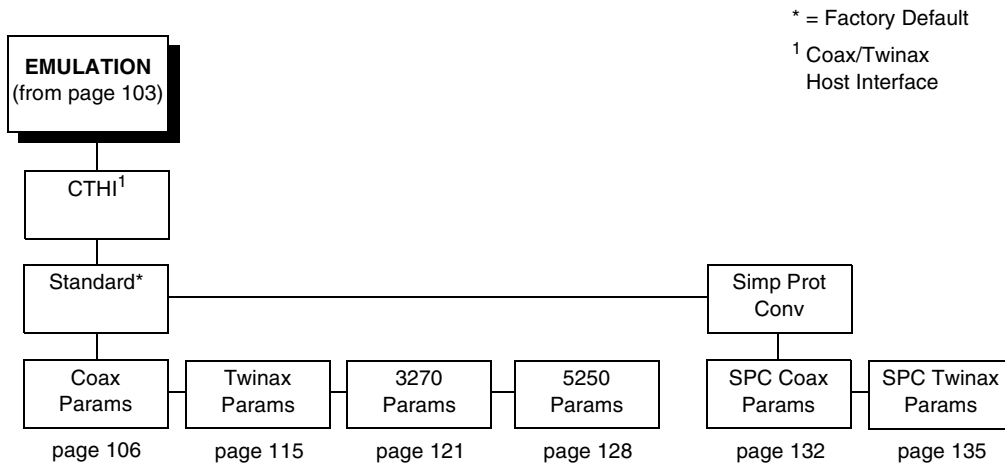 * = Factory Default
1 Coax/Twinax
Host Interface
EMULATION
(from page 103)
CTHI1
Standard*
Simp Prot
Conv
Coax
Params
Twinax
Params
3270
Params
5250
Params
SPC Coax
Params
SPC Twinax
Params
page 106
page 115
page 121
page 128
page 132
page 135